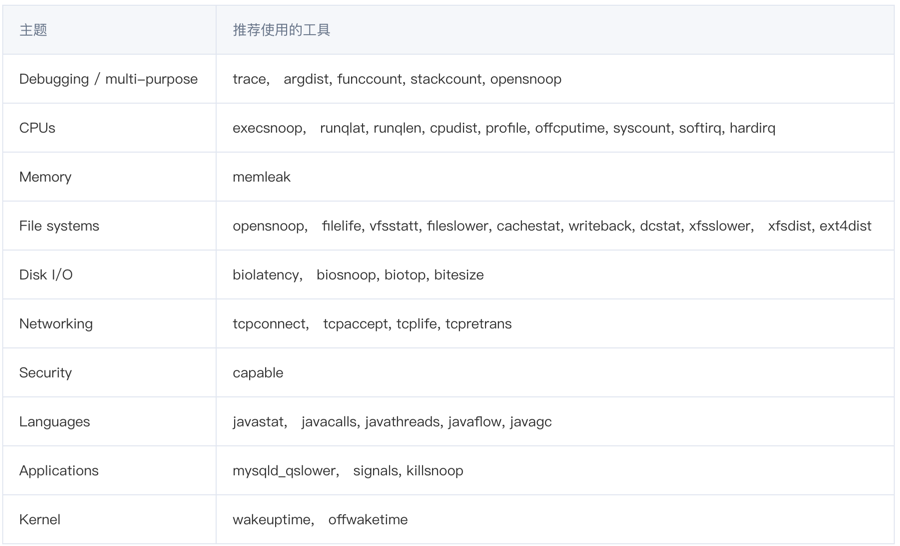 主题 推荐使用的工具
Debugging / multi-purpose trace， argdist, funccount, stackcount, opensnoop
CPUs execsnoop， runqlat, runqlen, cpudist, profile, offcputime, syscount, softirq, hardirq
Memory memleak
File systems opensnoop， filelife, vfsstatt, fileslower, cachestat, writeback, dcstat, xfsslower， xfsdist, ext4dist
Disk I/O biolatency， biosnoop, biotop, bitesize
Networking tcpconnect， tcpaccept, tcplife, tcpretrans
Security capable
Languages javastat， javacalls, javathreads, javaflow, javagc
Applications mysqld_qslower， signals, killsnoop
Kernel wakeuptime， offwaketime